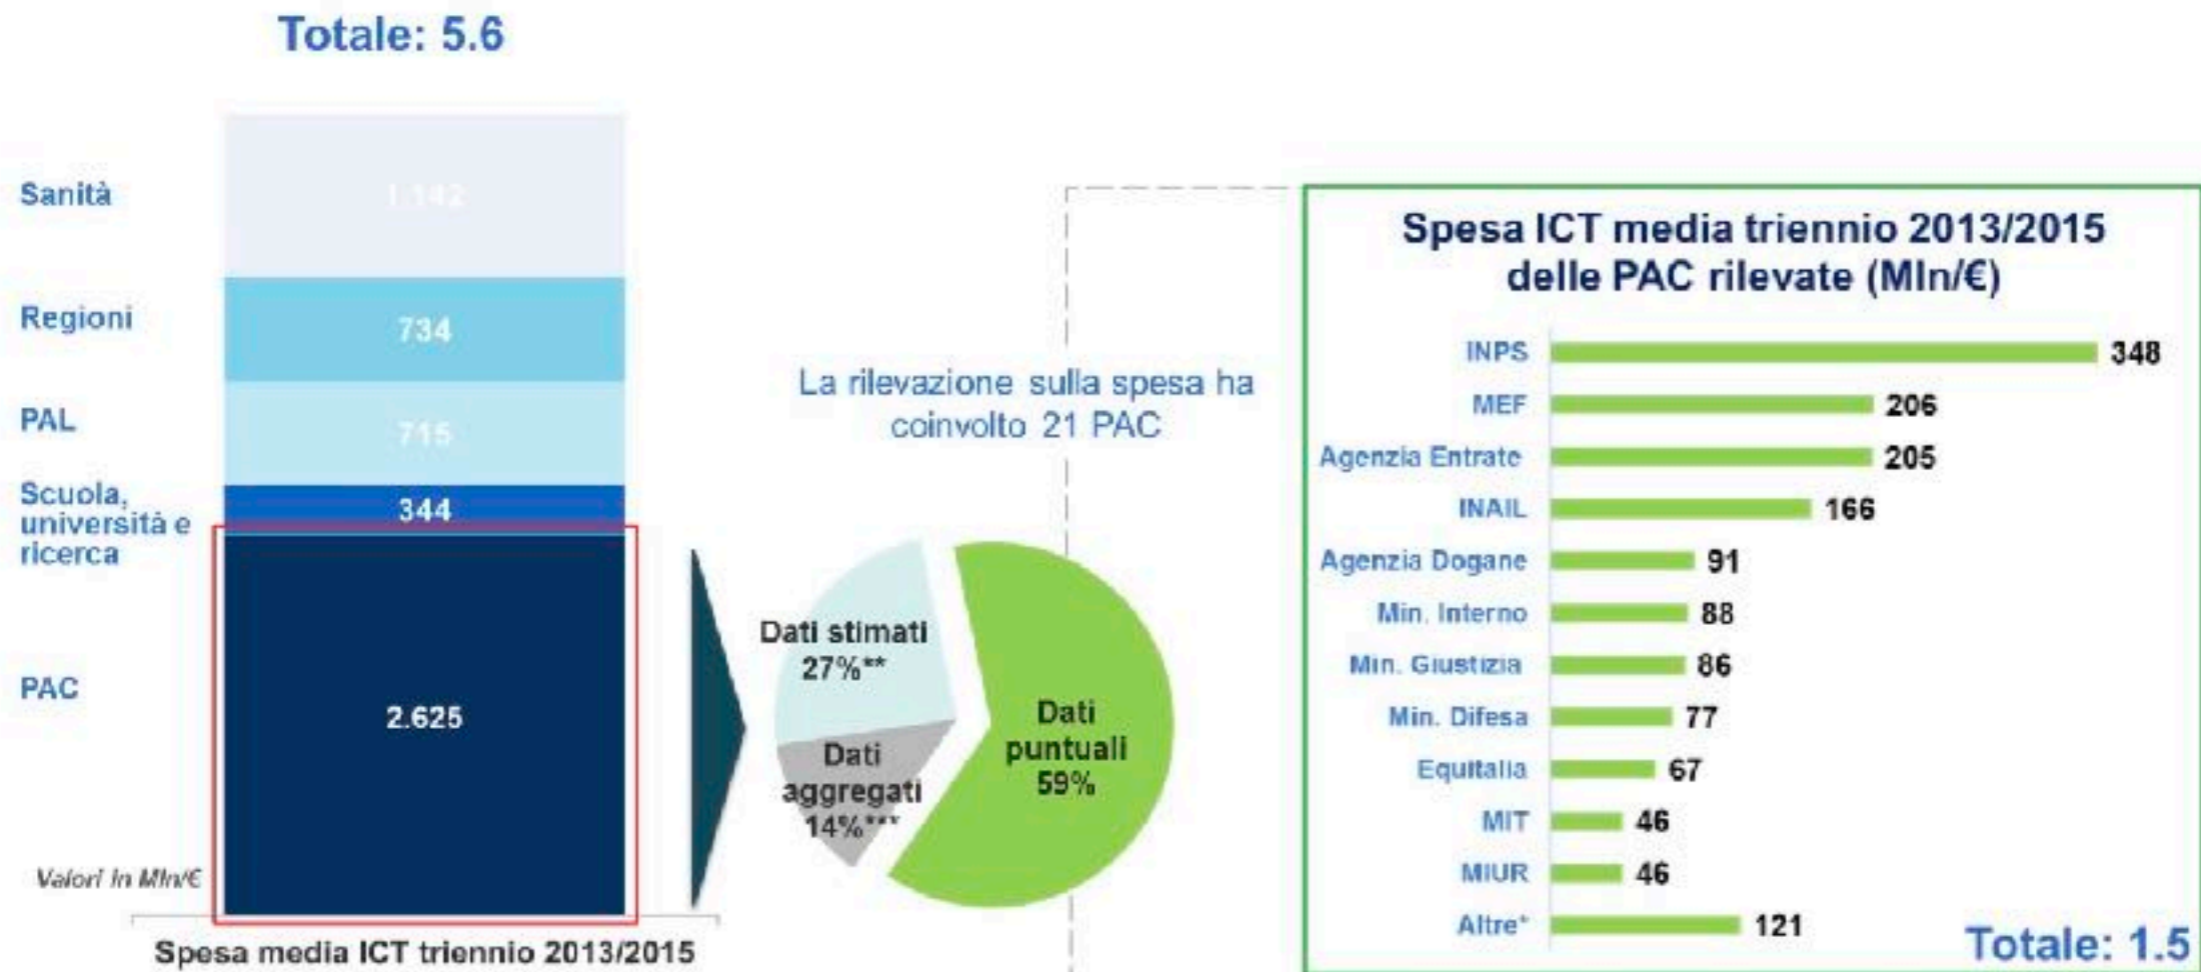 Totale: 5.6
Sanità
1.142
Regioni
734
PAL
715
Scuola,
università e
ricerca
344
PAC
2.625
Valori in Mln/€
Spesa media ICT triennio 2013/2015
La rilevazione sulla spesa ha
coinvolto 21 PAC
Dati stimati
27%**
Dati
aggregati
14%***
Dati
puntuali
59%
Spesa ICT media triennio 2013/2015
delle PAC rilevate (Mln/€)
INPS 348
MEF 206
Agenzia Entrate 205
INAIL 166
Agenzia Dogane 91
Min. Interno 88
Min. Giustizia 86
Min. Difesa 77
Equitalia 67
MIT 46
MIUR 46
Altre* 121
Totale: 1.5